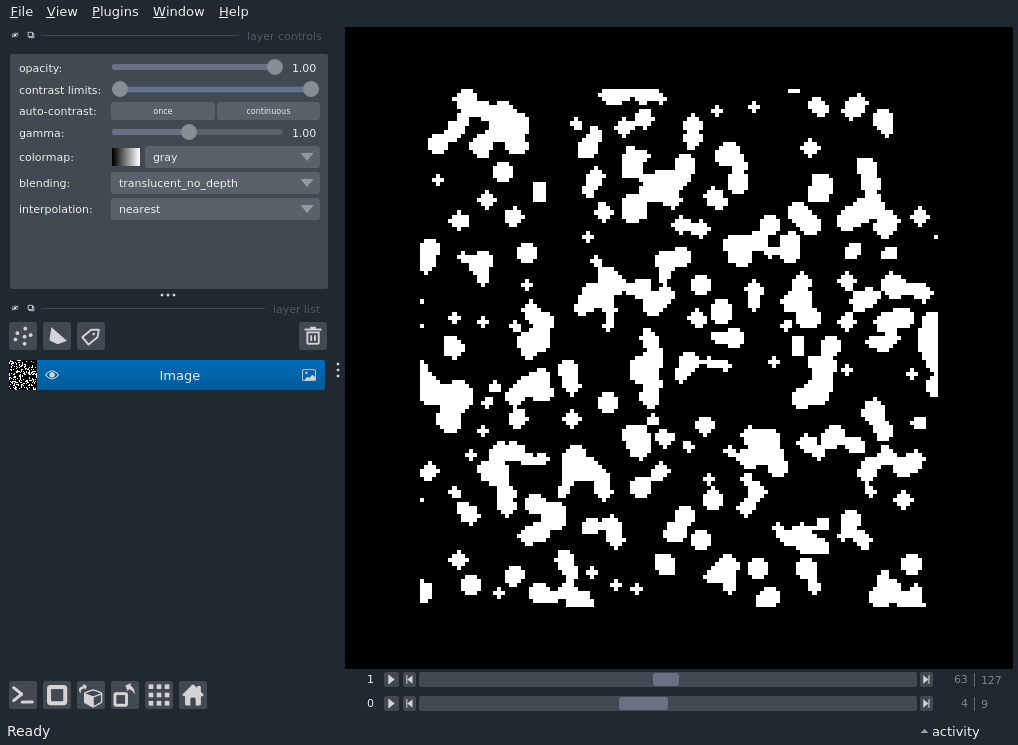 File View Plugins Window Help
layer controls
opacity: 1.00
contrast limits:
auto-contrast: once continuous
gamma: 1.00
colormap: gray
blending: translucent_no_depth
interpolation: nearest
layer list
Image
1 63 127
0 4 9
Ready activity